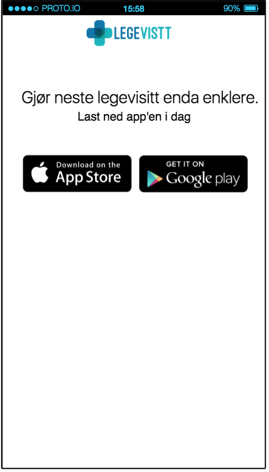 PROTO.IO 15:58 90%
LEGEVISTT
Gjør neste legevisitt enda enklere.
Last ned app'en i dag
Download on the
App Store
GET IT ON
Google play